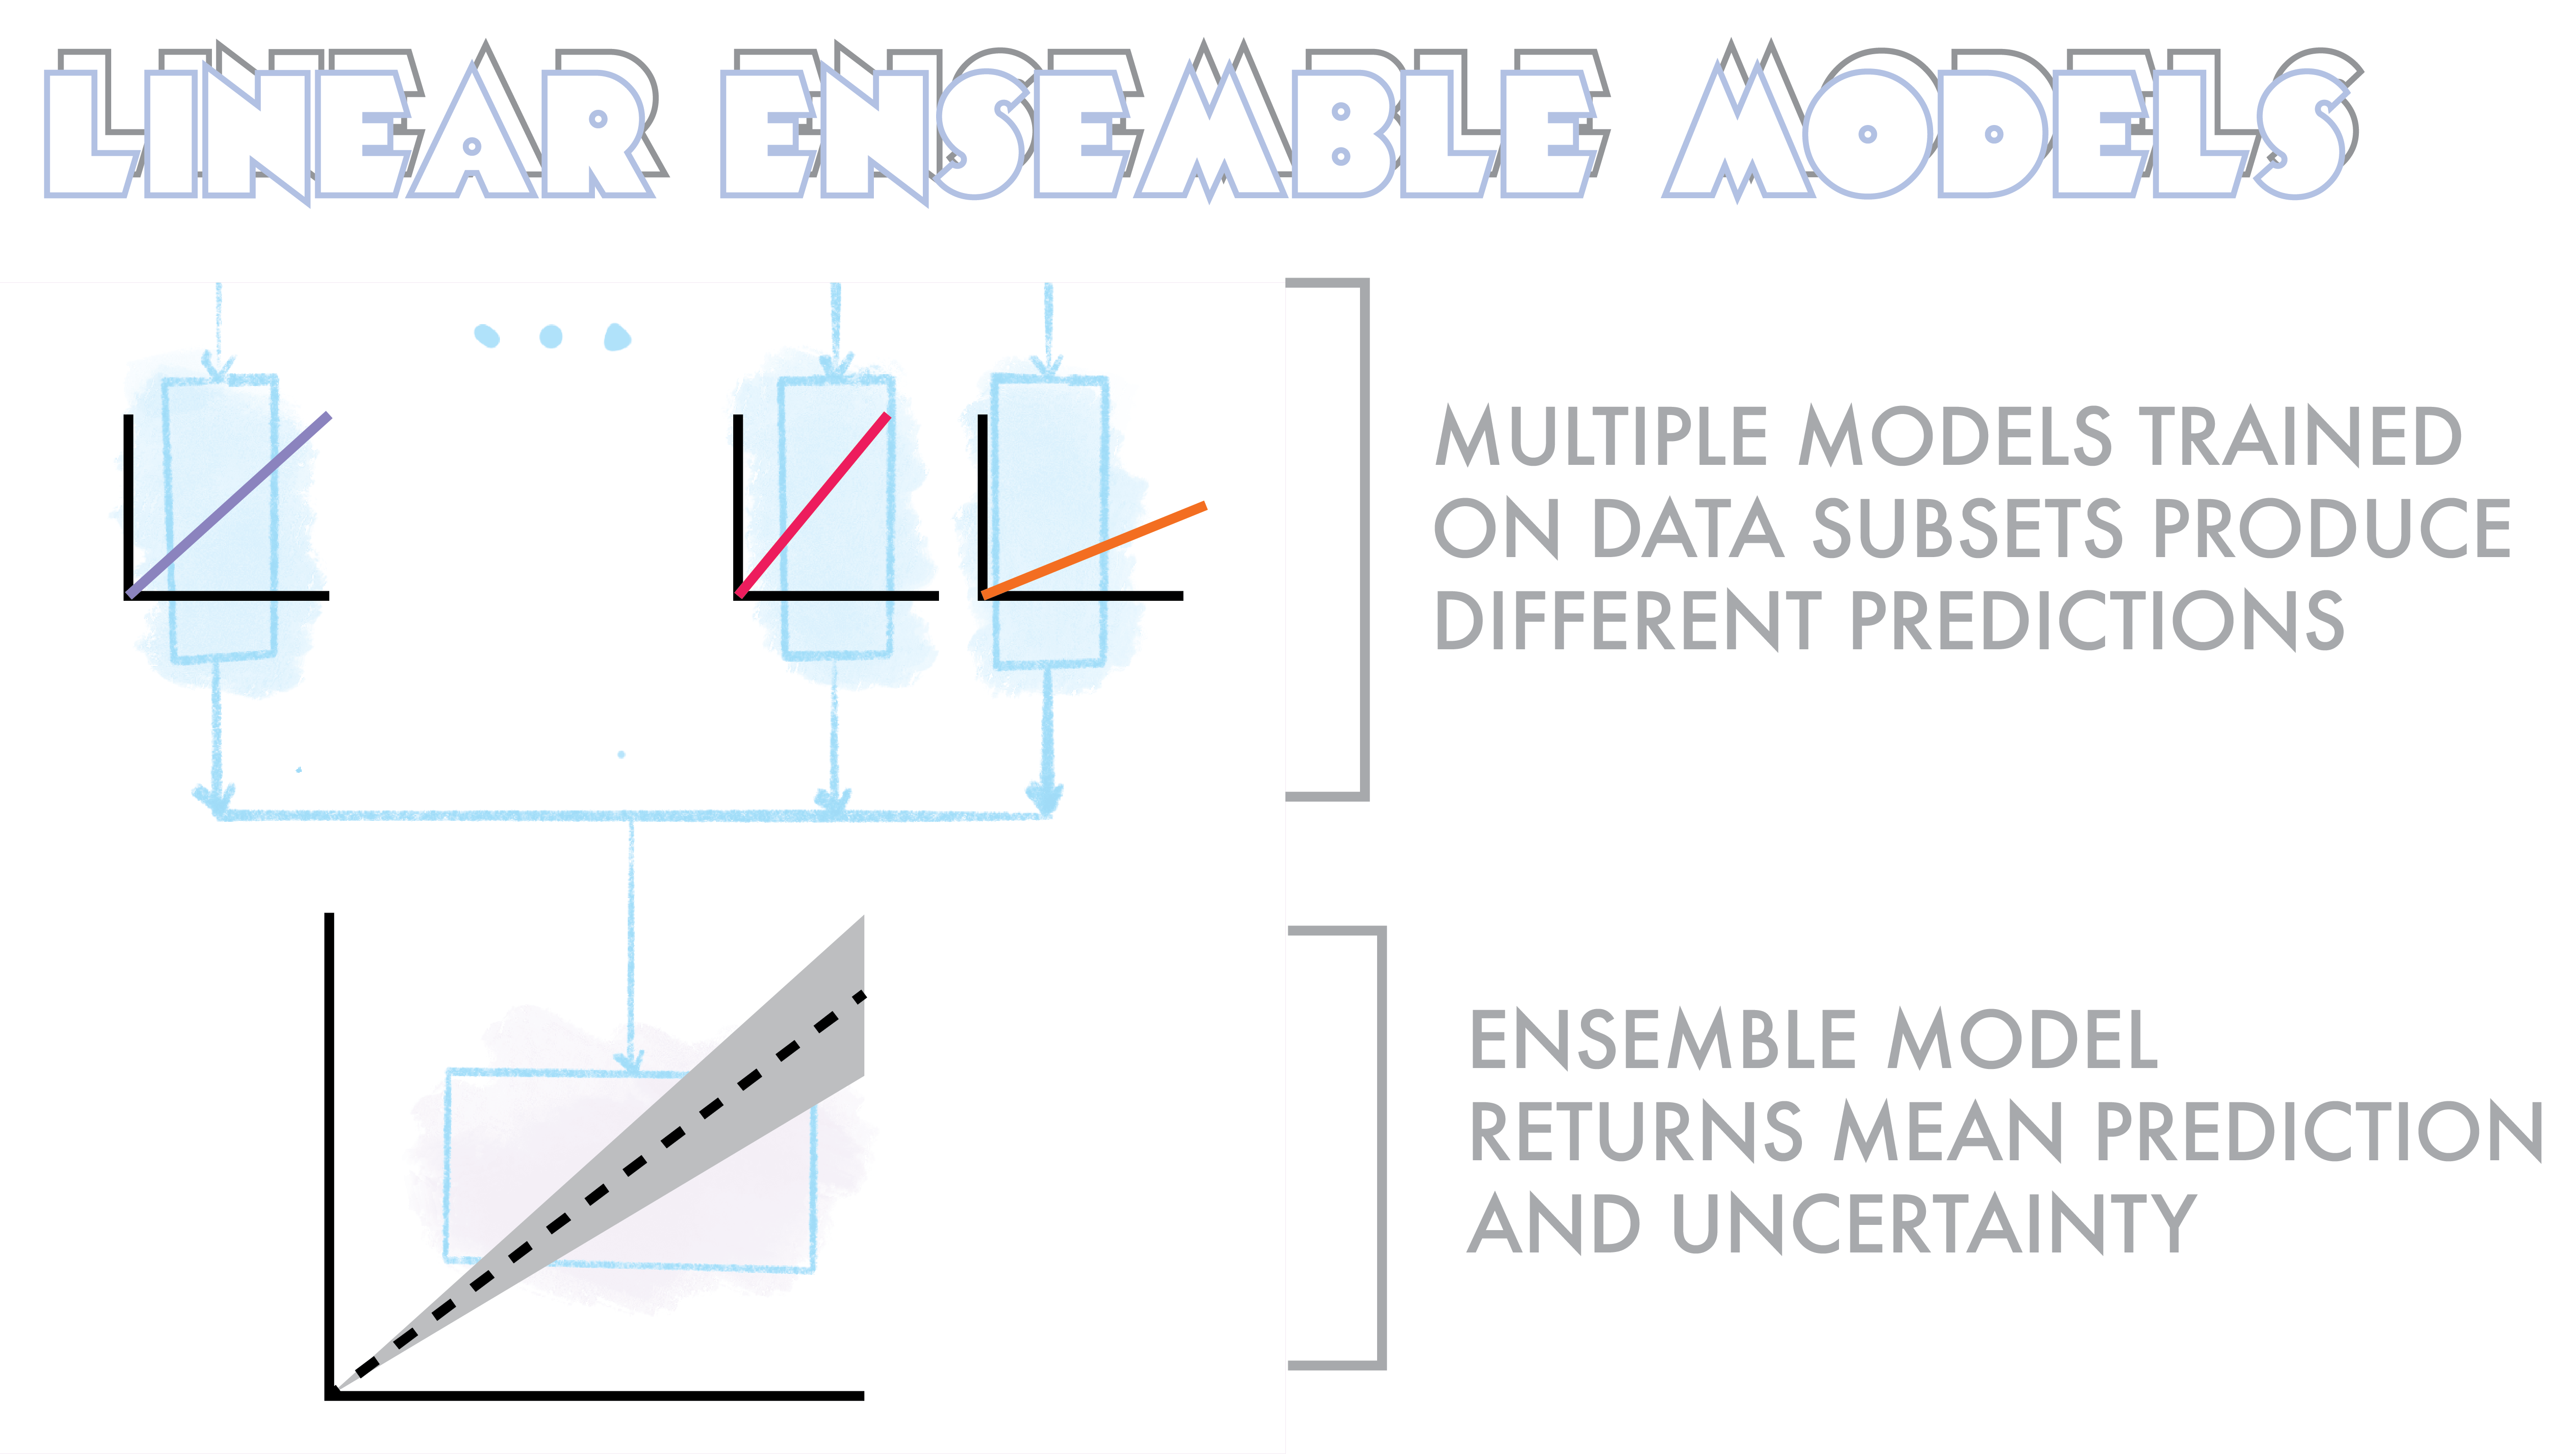 LINEAR ENSEMBLE MODELS
MULTIPLE MODELS TRAINED
ON DATA SUBSETS PRODUCE
DIFFERENT PREDICTIONS
ENSEMBLE MODEL
RETURNS MEAN PREDICTION
AND UNCERTAINTY